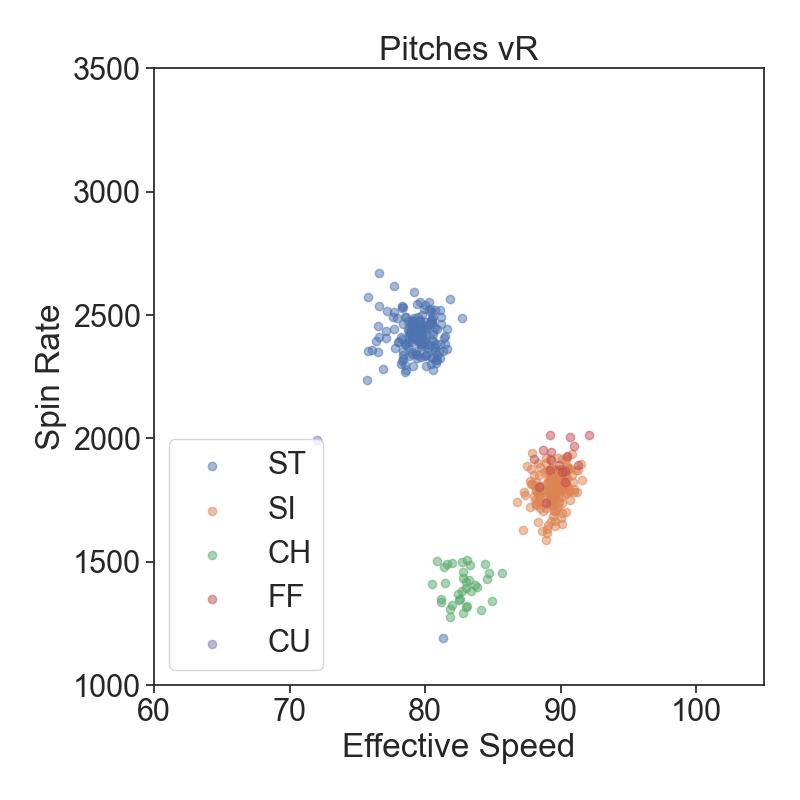 Pitches vR
3500
3000
2500
2000
1500
1000
Spin Rate
ST
SI
CH
FF
CU
60 70 80 90 100
Effective Speed